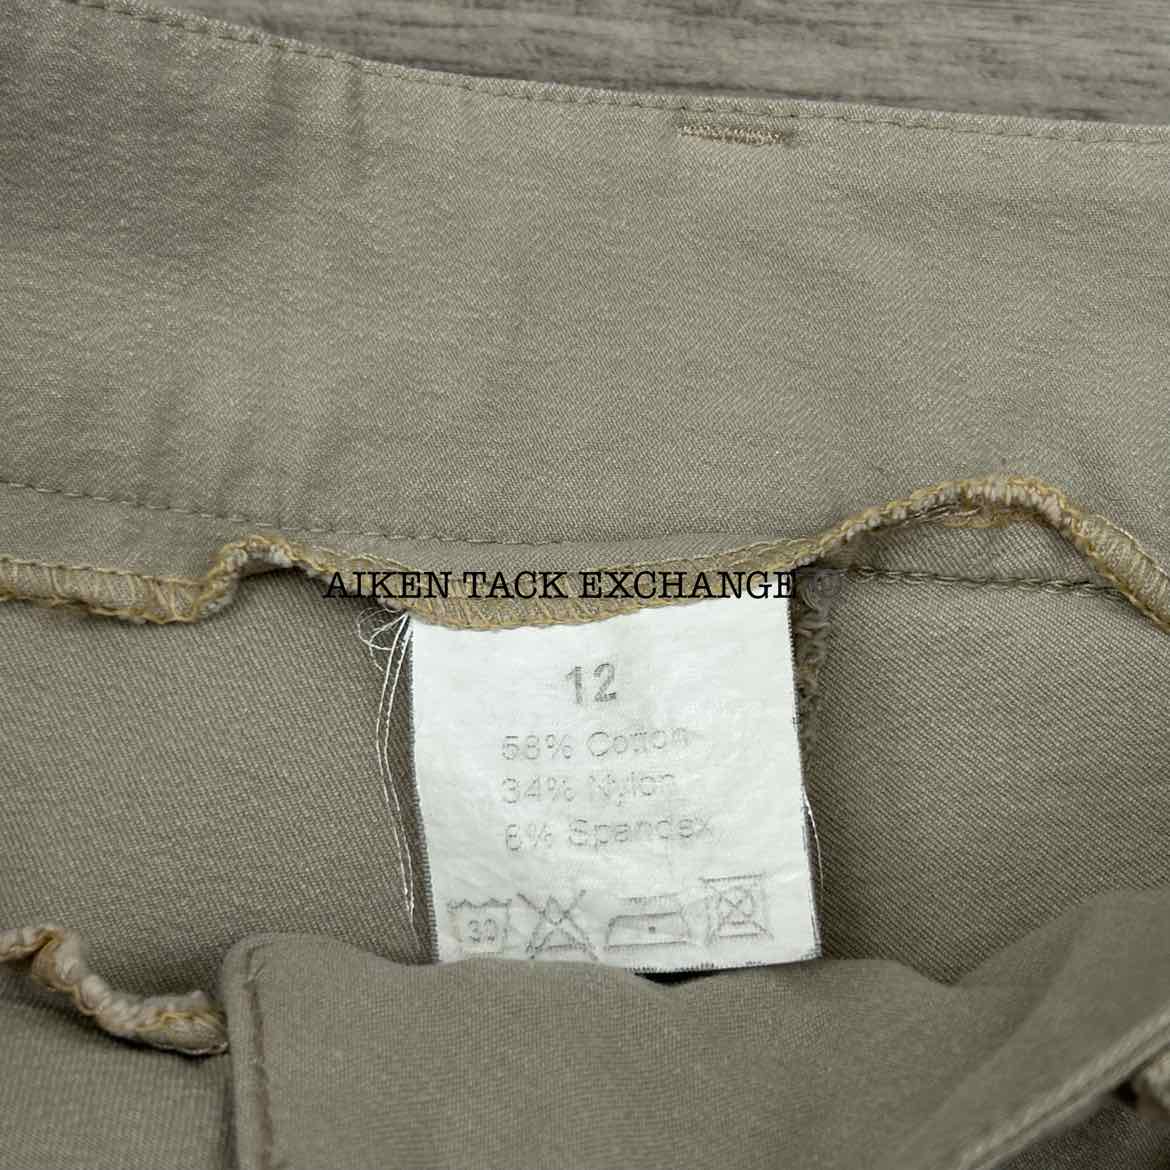 AIKEN TACK EXCHANGE ©
12
58% Cotton
34% Nylon
8% Spandex
30